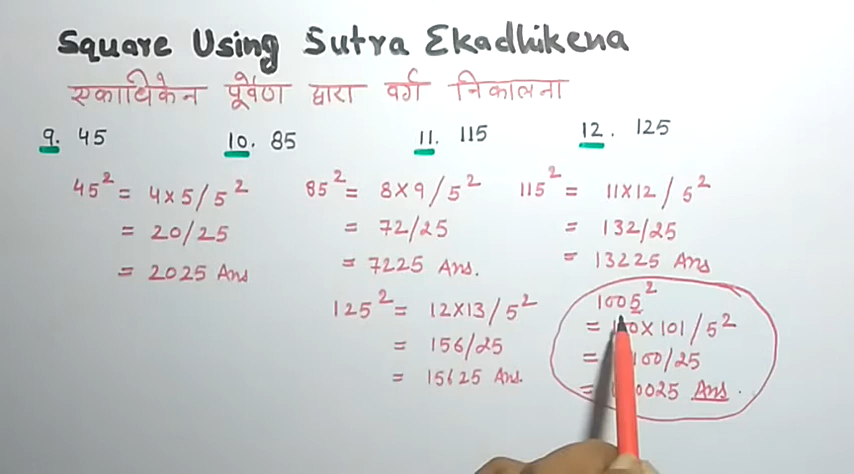 Square Using Sutra Ekadhikena
एकाधिकेन पूर्वेण द्वारा वर्ग निकालना
9. 45
10. 85
11. 115
12. 125
45² = 4×5/5²
= 20/25
= 2025 Ans
85² = 8×9/5²
= 72/25
= 7225 Ans.
115² = 11×12/5²
= 132/25
= 13225 Ans
125² = 12×13/5²
= 156/25
= 15625 Ans.
1005²
= 100×101/5²
= 100/25
= 0025 Ans.